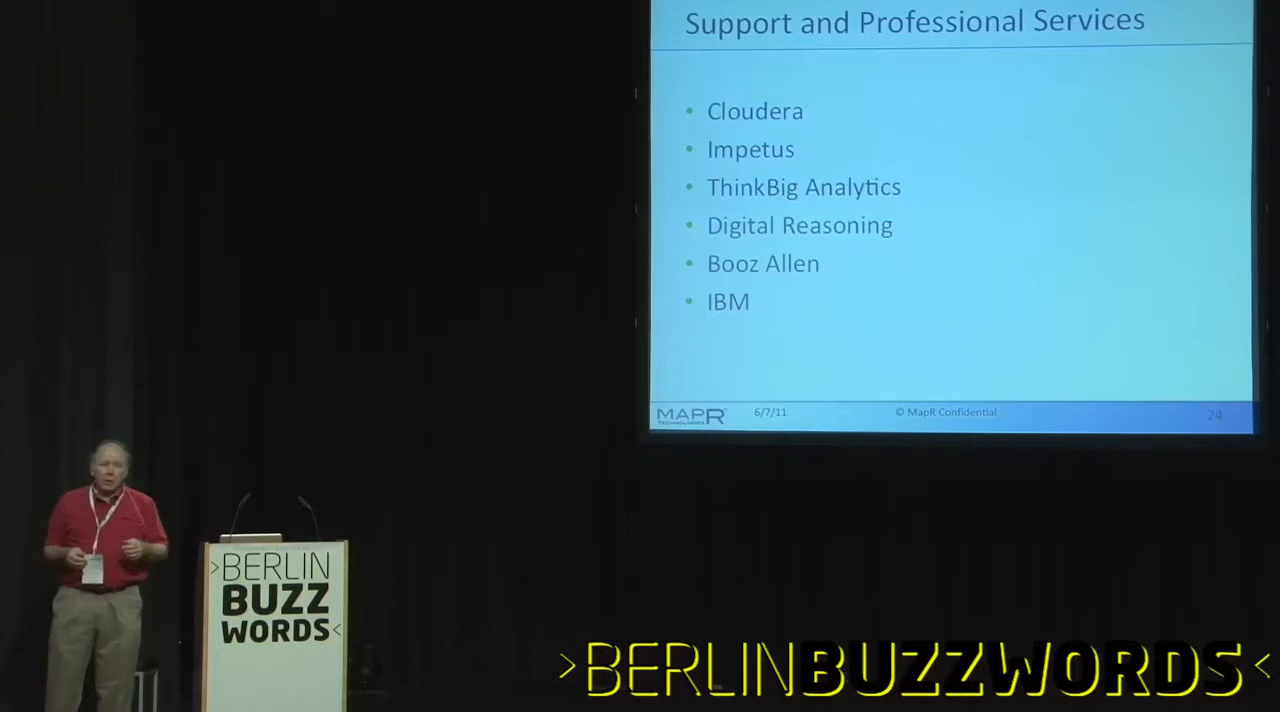 Support and Professional Services
• Cloudera
• Impetus
• ThinkBig Analytics
• Digital Reasoning
• Booz Allen
• IBM
MAPR TECHNOLOGIES 6/7/11 © MapR Confidential 24
>BERLIN
BUZZ
WORDS<
>BERLINBUZZWORDS<